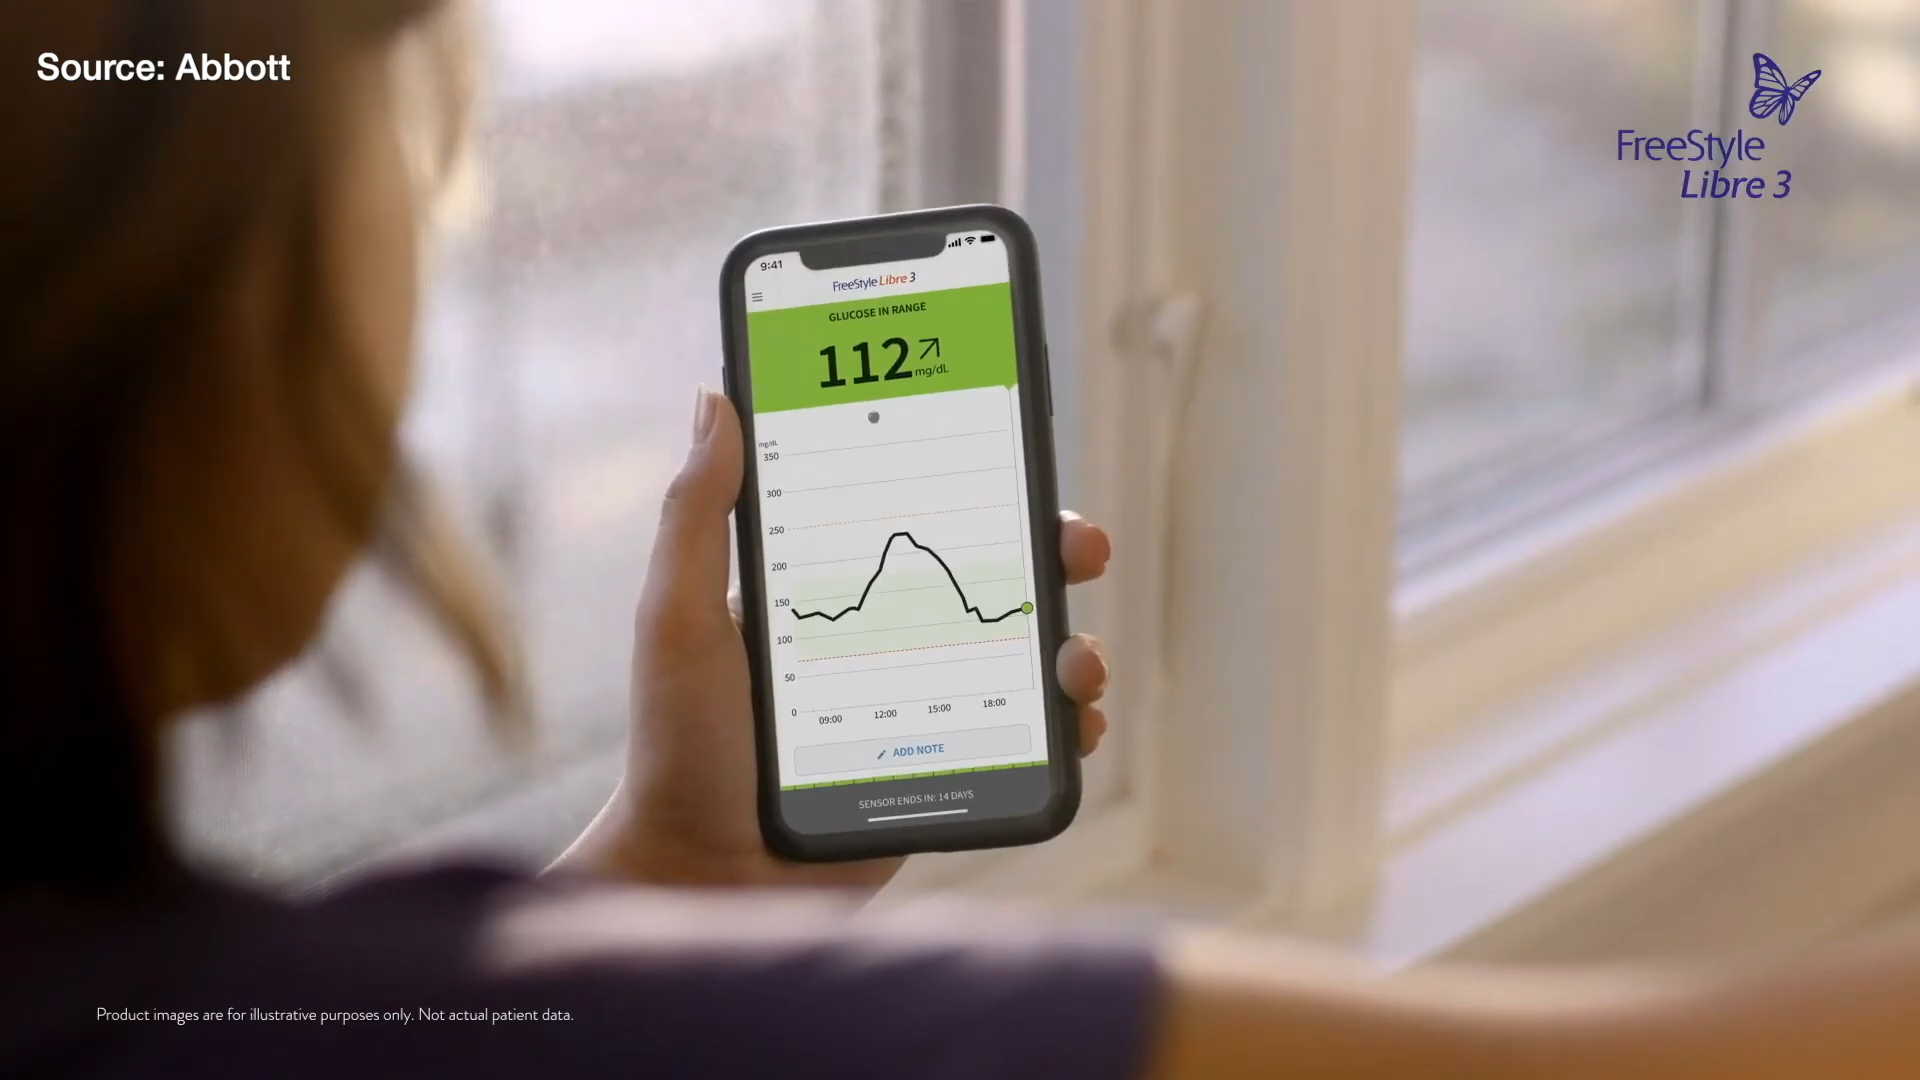 Source: Abbott
FreeStyle
Libre 3
9:41
FreeStyle Libre 3
GLUCOSE IN RANGE
112
mg/dL
mg/dL
350
300
250
200
150
100
50
0
09:00 12:00 15:00 18:00
ADD NOTE
SENSOR ENDS IN: 14 DAYS
Product images are for illustrative purposes only. Not actual patient data.